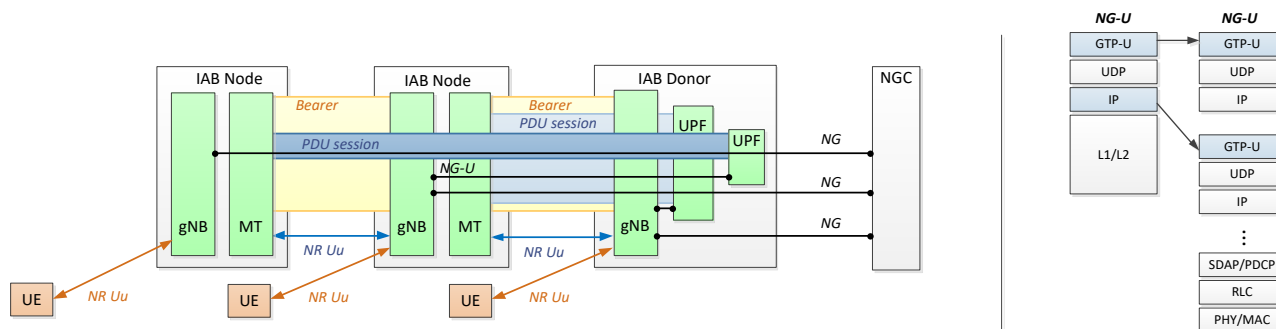 NG-U NG-U
IAB Node IAB Node IAB Donor NGC
GTP-U GTP-U
UDP UDP
IP IP
Bearer Bearer
PDU session
UPF
UPF
PDU session NG
L1/L2
GTP-U
NG-U
UDP
NG
IP
gNB MT gNB MT gNB NG
⋮
NR Uu NR Uu
SDAP/PDCP
UE NR Uu UE NR Uu UE NR Uu
RLC
PHY/MAC